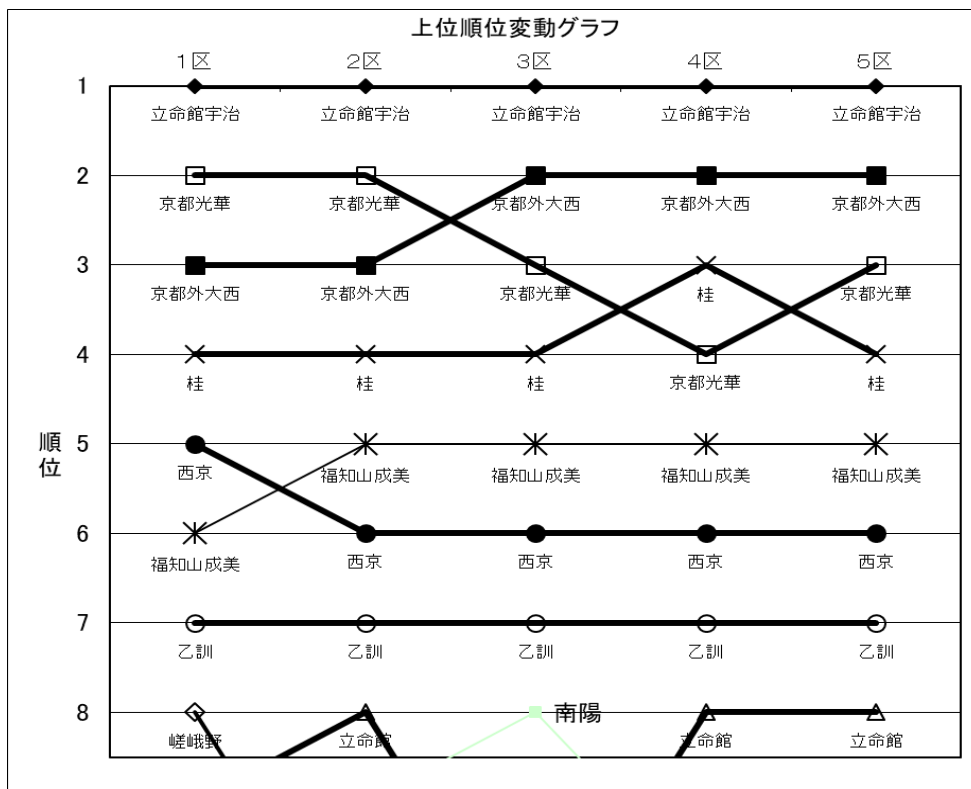 上位順位変動グラフ
1区 2区 3区 4区 5区
1
立命館宇治 立命館宇治 立命館宇治 立命館宇治 立命館宇治
2
京都光華 京都光華 京都外大西 京都外大西 京都外大西
3
京都外大西 京都外大西 京都光華 桂 京都光華
4
桂 桂 桂 京都光華 桂
順位
5
西京 福知山成美 福知山成美 福知山成美 福知山成美
6
福知山成美 西京 西京 西京 西京
7
乙訓 乙訓 乙訓 乙訓 乙訓
8 南陽
嵯峨野 立命館 立命館 立命館